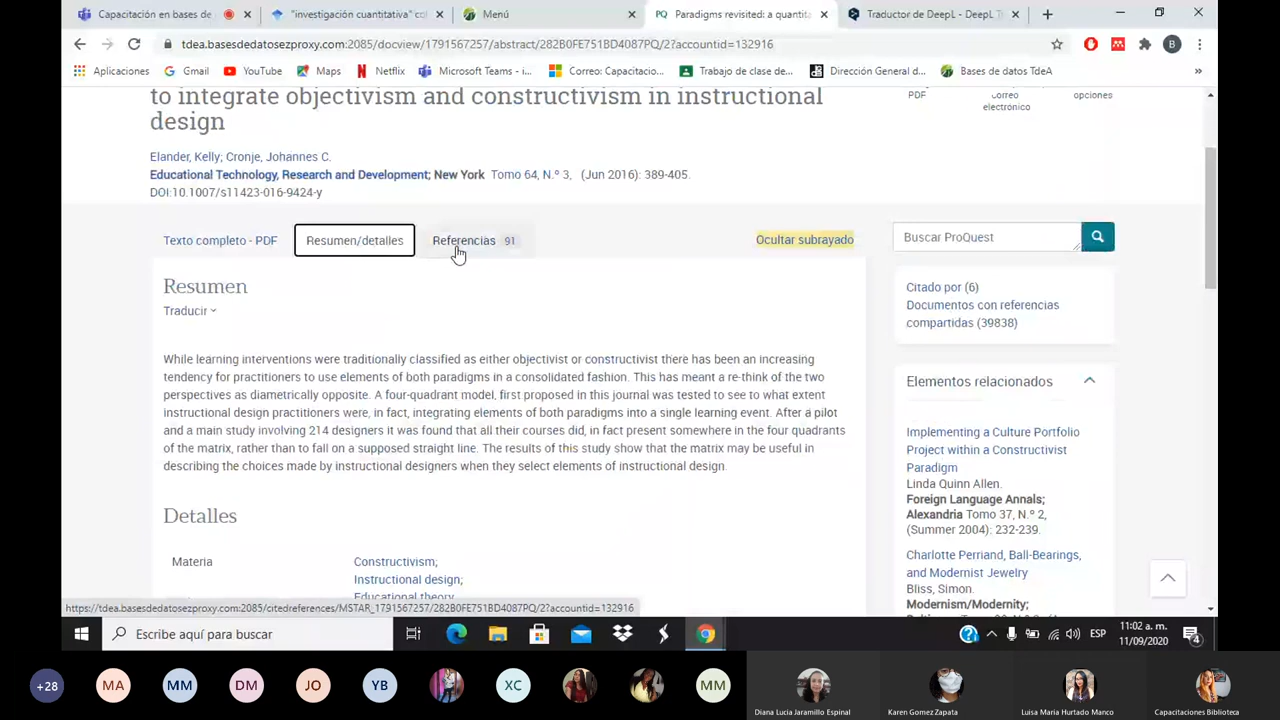 Capacitación en bases de
"investigación cuantitativa" col
Menú
PQ Paradigms revisited: a quantita
Traductor de DeepL - DeepL T
tdea.basesdedatosezproxy.com:2085/docview/1791567257/abstract/282B0FE751BD4087PQ/2?accountid=132916
B
Aplicaciones
Gmail
YouTube
Maps
Netflix
Microsoft Teams - i...
Correo: Capacitacio...
Trabajo de clase de...
Dirección General d...
Bases de datos TdeA
»
to integrate objectivism and constructivism in instructional
design
PDF
correo
electrónico
opciones
Elander, Kelly; Cronje, Johannes C.
Educational Technology, Research and Development; New York Tomo 64, N.º 3, (Jun 2016): 389-405.
DOI:10.1007/s11423-016-9424-y
Texto completo - PDF
Resumen/detalles
Referencias 91
Ocultar subrayado
Buscar ProQuest
Resumen
Traducir
While learning interventions were traditionally classified as either objectivist or constructivist there has been an increasing
tendency for practitioners to use elements of both paradigms in a consolidated fashion. This has meant a re-think of the two
perspectives as diametrically opposite. A four-quadrant model, first proposed in this journal was tested to see to what extent
instructional design practitioners were, in fact, integrating elements of both paradigms into a single learning event. After a pilot
and a main study involving 214 designers it was found that all their courses did, in fact present somewhere in the four quadrants
of the matrix, rather than to fall on a supposed straight line. The results of this study show that the matrix may be useful in
describing the choices made by instructional designers when they select elements of instructional design.
Detalles
Materia
Constructivism;
Instructional design;
Educational theory
Citado por (6)
Documentos con referencias
compartidas (39838)
Elementos relacionados
Implementing a Culture Portfolio
Project within a Constructivist
Paradigm
Linda Quinn Allen.
Foreign Language Annals;
Alexandria Tomo 37, N.º 2,
(Summer 2004): 232-239.
Charlotte Perriand, Ball-Bearings,
and Modernist Jewelry
Bliss, Simon.
Modernism/Modernity;
https://tdea.basesdedatosezproxy.com:2085/citedreferences/MSTAR_1791567257/282B0FE751BD4087PQ/2?accountid=132916
Escribe aquí para buscar
ESP
11:02 a. m.
11/09/2020
4
+28
MA
MM
DM
JO
YB
XC
MM
Diana Lucia Jaramillo Espinal
Karen Gomez Zapata
Luisa Maria Hurtado Manco
Capacitaciones Biblioteca